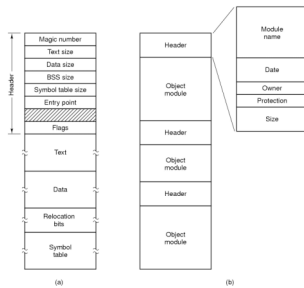 Header
Magic number
Text size
Data size
BSS size
Symbol table size
Entry point
Flags
Text
Data
Relocation
bits
Symbol
table
(a)
Header
Object
module
Header
Object
module
Header
Object
module
Module
name
Date
Owner
Protection
Size
(b)